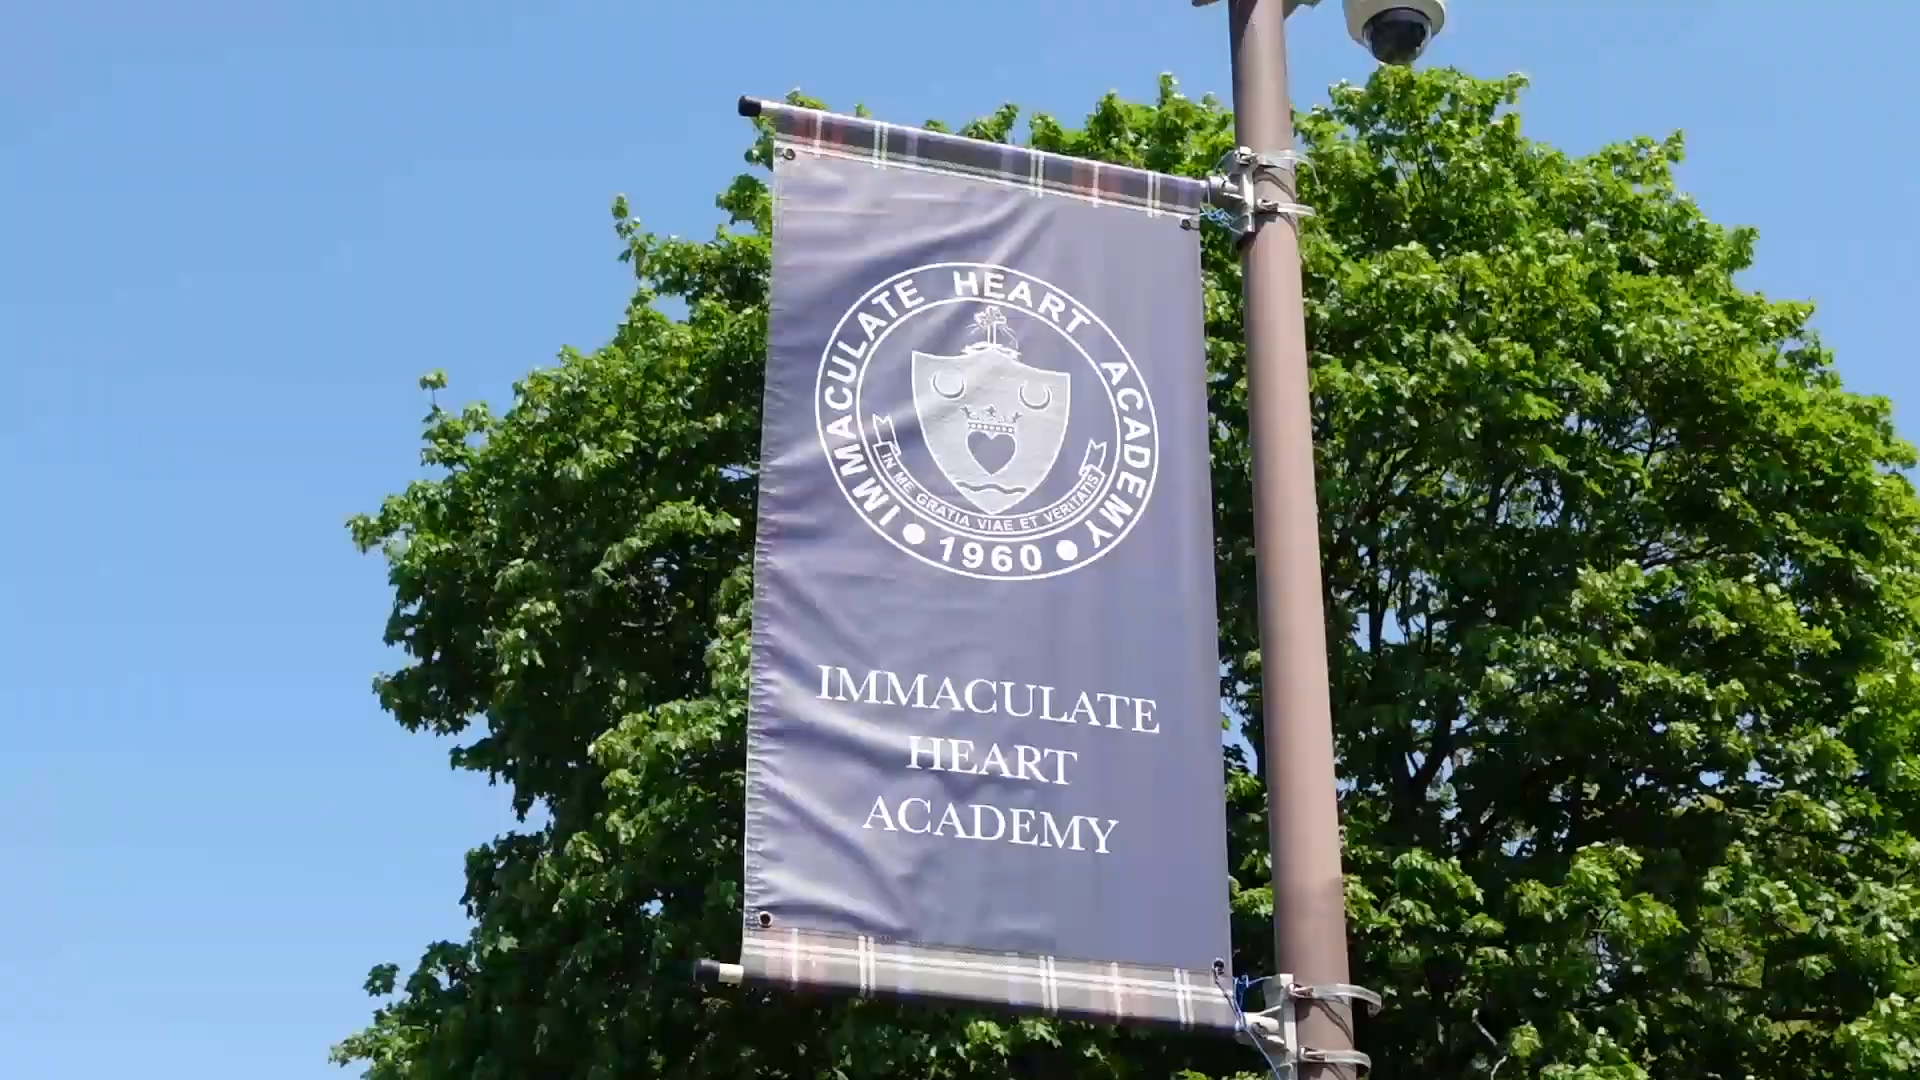 IMMACULATE HEART ACADEMY
IN ME GRATIA VIAE ET VERITATIS
1960
IMMACULATE
HEART
ACADEMY